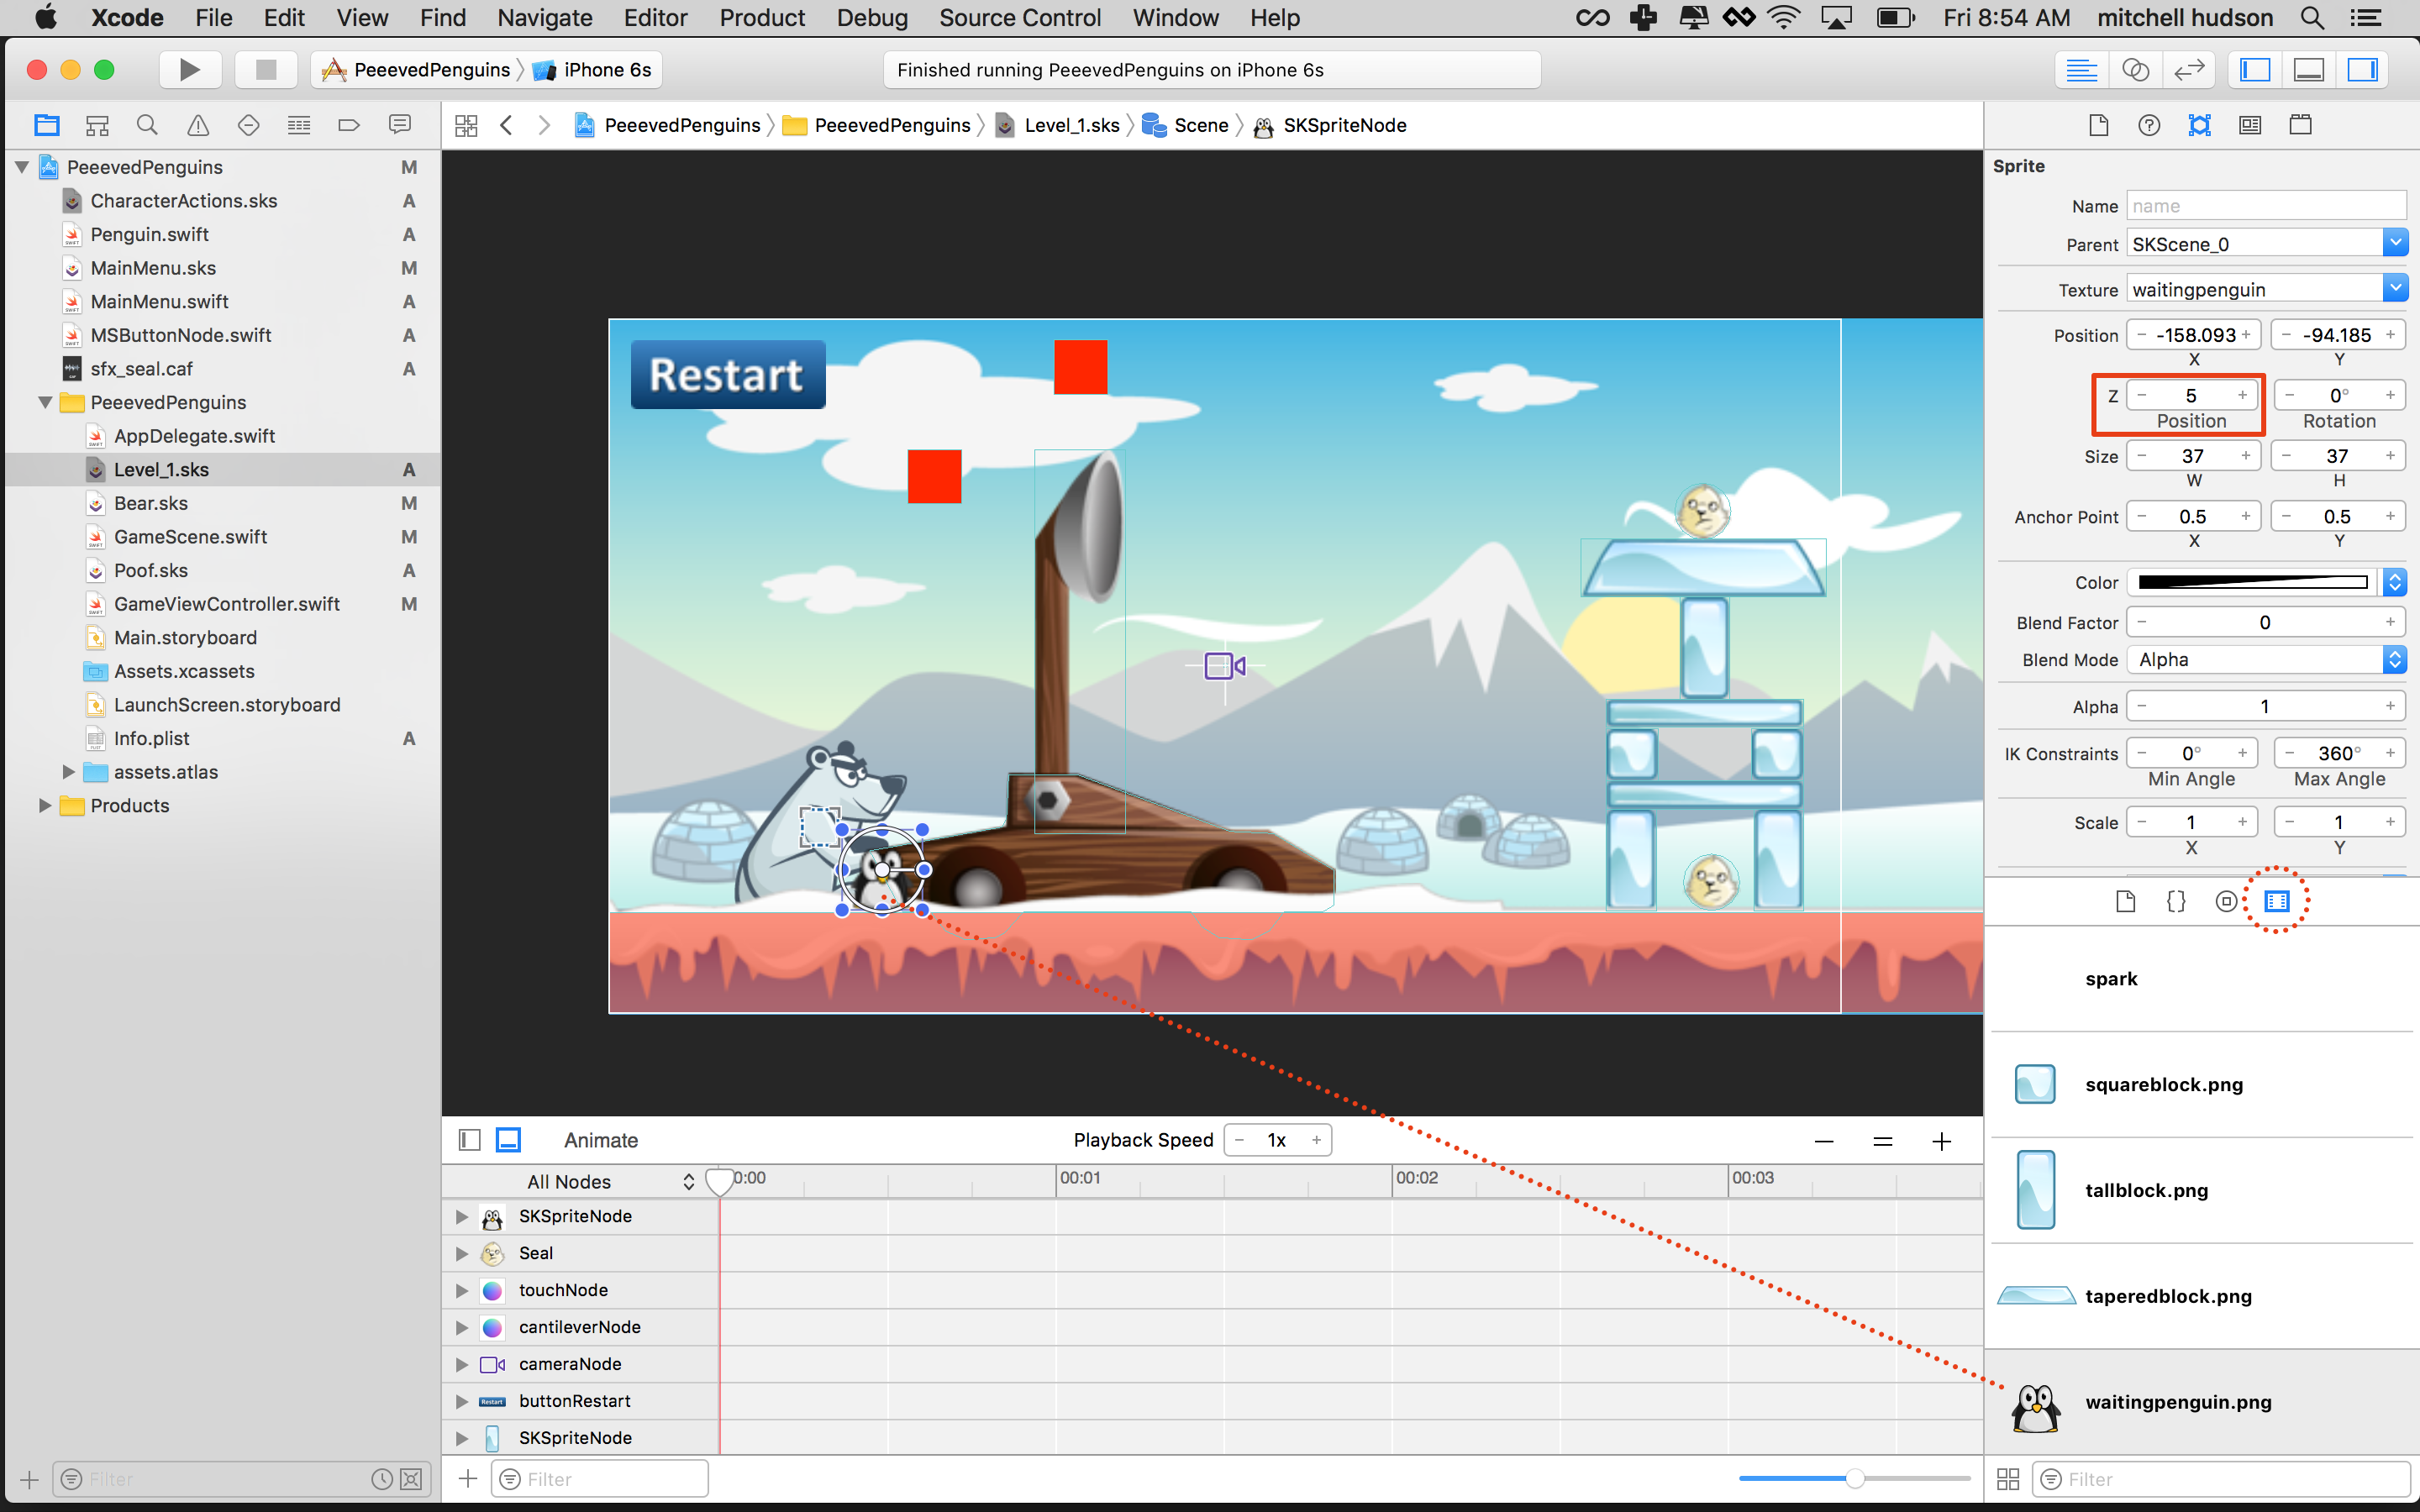 Xcode File Edit View Find Navigate Editor Product Debug Source Control Window Help Fri 8:54 AM mitchell hudson
PeeevedPenguins iPhone 6s
Finished running PeeevedPenguins on iPhone 6s
PeeevedPenguins PeeevedPenguins Level_1.sks Scene SKSpriteNode
PeeevedPenguins M
CharacterActions.sks A
Penguin.swift A
MainMenu.sks M
MainMenu.swift A
MSButtonNode.swift A
sfx_seal.caf A
PeeevedPenguins
AppDelegate.swift
Level_1.sks A
Bear.sks M
GameScene.swift M
Poof.sks A
GameViewController.swift M
Main.storyboard
Assets.xcassets
LaunchScreen.storyboard
Info.plist A
assets.atlas
Products
Filter
Restart
Animate
Playback Speed − 1x +
All Nodes
0:00 00:01 00:02 00:03
SKSpriteNode
Seal
touchNode
cantileverNode
cameraNode
Restart buttonRestart
SKSpriteNode
Filter
Sprite
Name name
Parent SKScene_0
Texture waitingpenguin
Position − -158.093 + − -94.185 +
X Y
Z − 5 + − 0° +
Position Rotation
Size − 37 + − 37 +
W H
Anchor Point − 0.5 + − 0.5 +
X Y
Color
Blend Factor − 0 +
Blend Mode Alpha
Alpha − 1 +
IK Constraints − 0° + − 360° +
Min Angle Max Angle
Scale − 1 + − 1 +
X Y
spark
squareblock.png
tallblock.png
taperedblock.png
waitingpenguin.png
Filter